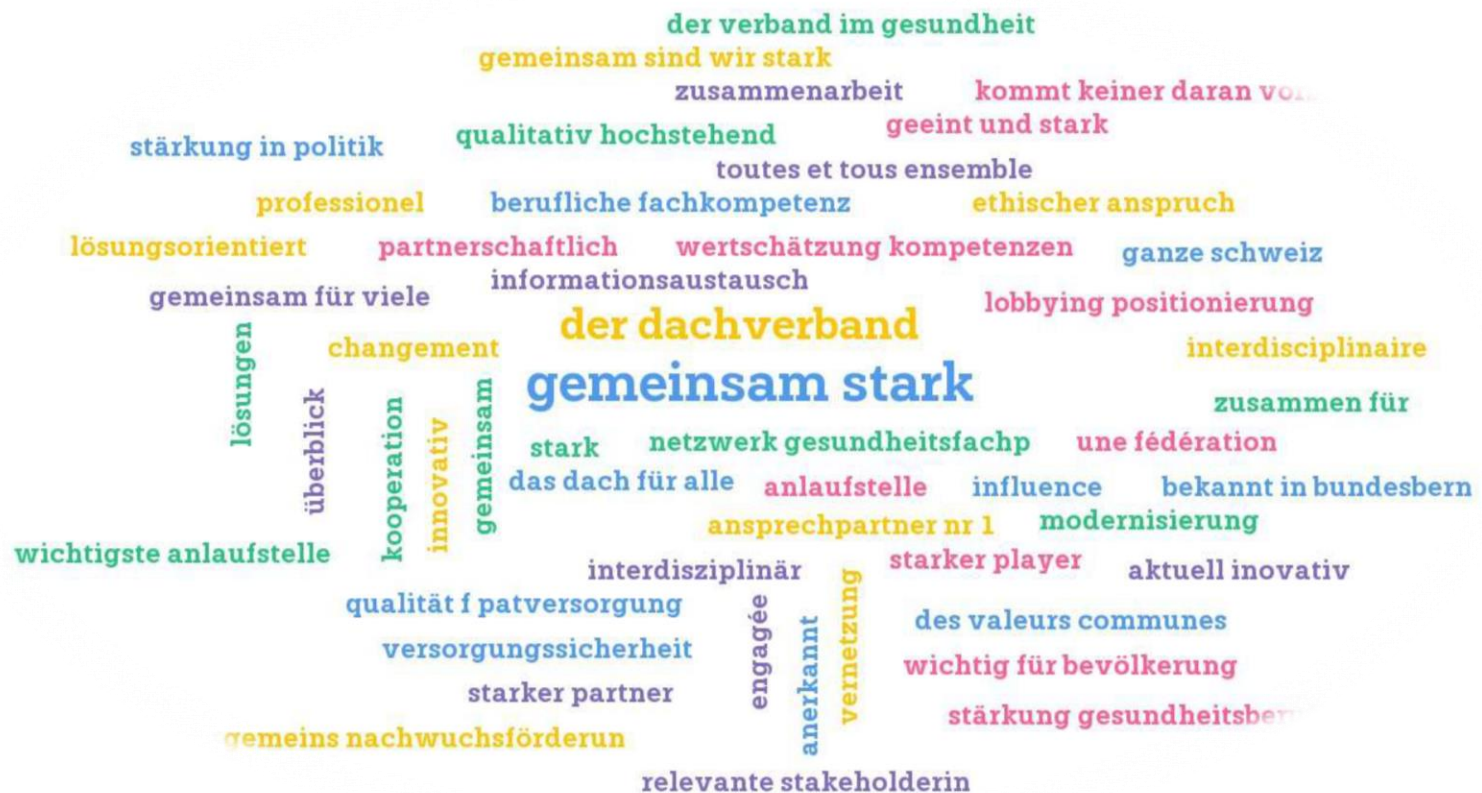 der verband im gesundheit
gemeinsam sind wir stark
zusammenarbeit
kommt keiner daran
geeint und stark
qualitativ hochstehend
stärkung in politik
toutes et tous ensemble
professionel
berufliche fachkompetenz
ethischer anspruch
lösungsorientiert
partnerschaftlich
wertschätzung kompetenzen
ganze schweiz
informationsaustausch
gemeinsam für viele
lobbying positionierung
der dachverband
lösungen
changement
interdisciplinaire
gemeinsam stark
überblick
kooperation
innovativ
gemeinsam
zusammen für
stark
netzwerk gesundheitsfachp
une fédération
das dach für alle
anlaufstelle
influence
bekannt in bundesbern
ansprechpartner nr 1
modernisierung
wichtigste anlaufstelle
interdisziplinär
starker player
aktuell inovativ
qualität f patversorgung
engagée
anerkannt
vernetzung
des valeurs communes
versorgungssicherheit
wichtig für bevölkerung
starker partner
stärkung
gemeins nachwuchsförderun
relevante stakeholderin